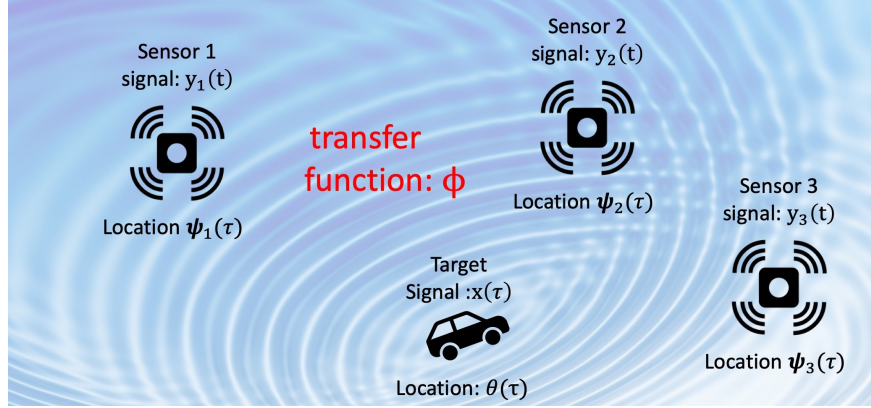 Sensor 1
signal: y₁(t)
Location 𝝍₁(τ)
transfer
function: ϕ
Sensor 2
signal: y₂(t)
Location 𝝍₂(τ)
Sensor 3
signal: y₃(t)
Location 𝝍₃(τ)
Target
Signal :x(τ)
Location: θ(τ)